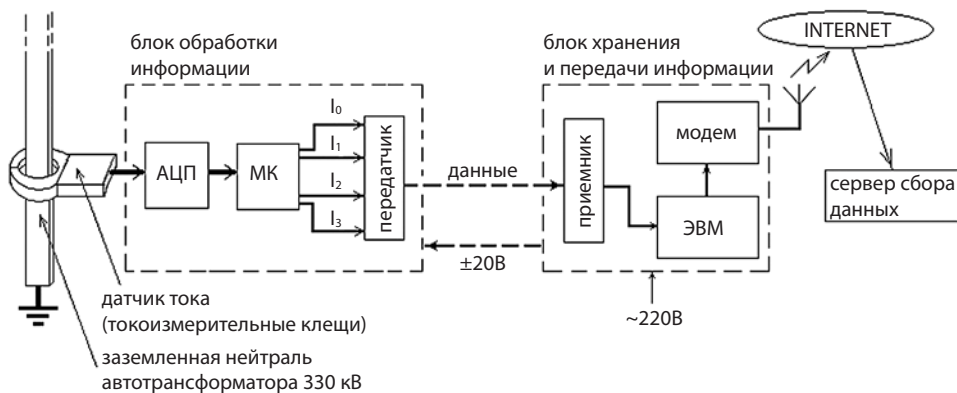 блок обработки
информации
блок хранения
и передачи информации
INTERNET
I₀
I₁
I₂
I₃
АЦП
МК
передатчик
данные
±20В
приемник
модем
ЭВМ
~220В
сервер сбора
данных
датчик тока
(токоизмерительные клещи)
заземленная нейтраль
автотрансформатора 330 кВ